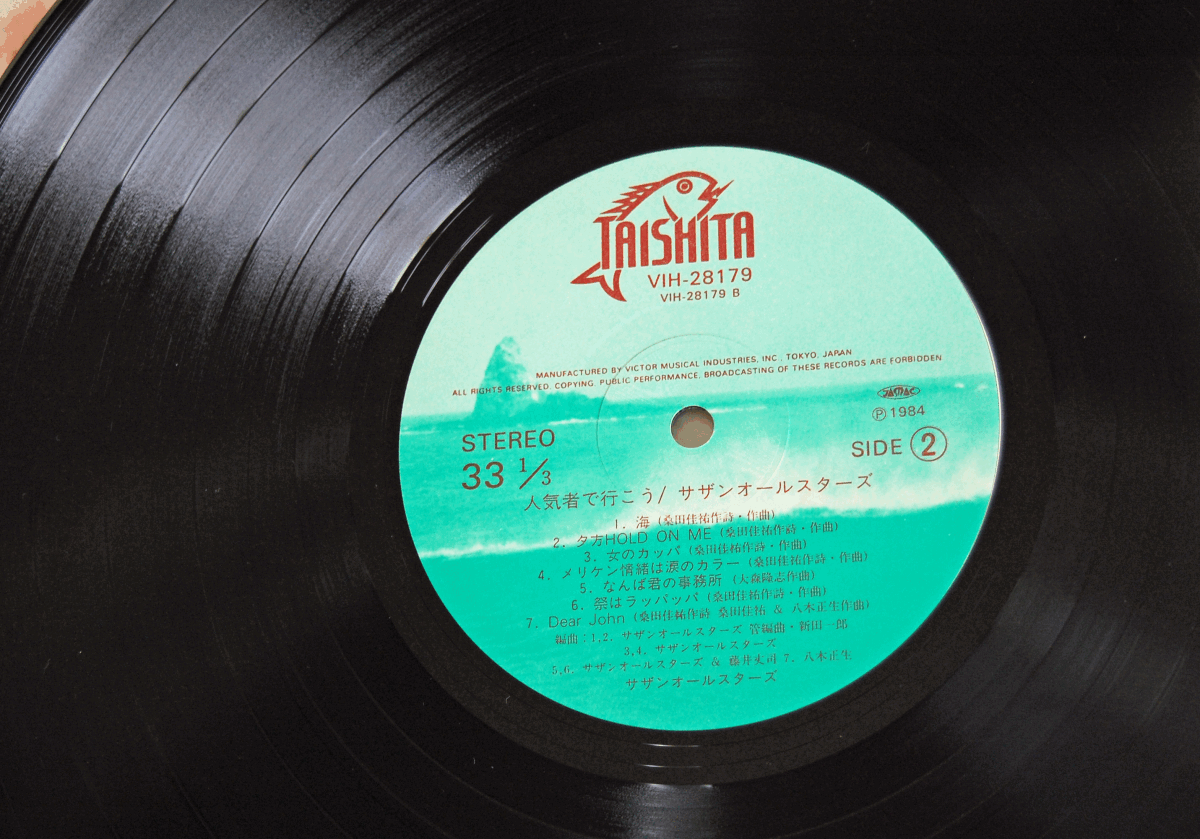 TAISHITA
VIH-28179
VIH-28179 B
MANUFACTURED BY VICTOR MUSICAL INDUSTRIES, INC., TOKYO, JAPAN
ALL RIGHTS RESERVED. COPYING. PUBLIC PERFORMANCE. BROADCASTING OF THESE RECORDS ARE FORBIDDEN
JASRAC
STEREO
Ⓟ 1984
33 1/3
SIDE ②
人気者で行こう/ サザンオールスターズ
1. 海 (桑田佳祐作詩・作曲)
2. 夕方HOLD ON ME (桑田佳祐作詩・作曲)
3. 女のカッパ (桑田佳祐作詩・作曲)
4. メリケン情緒は涙のカラー (桑田佳祐作詩・作曲)
5. なんば君の事務所 (大森隆志作曲)
6. 祭はラッパッパ (桑田佳祐作詩・作曲)
7. Dear John (桑田佳祐作詩 桑田佳祐 & 八木正生作曲)
編曲:1,2. サザンオールスターズ 管編曲・新田一郎
3,4. サザンオールスターズ
5,6. サザンオールスターズ & 藤井丈司 7. 八木正生
サザンオールスターズ